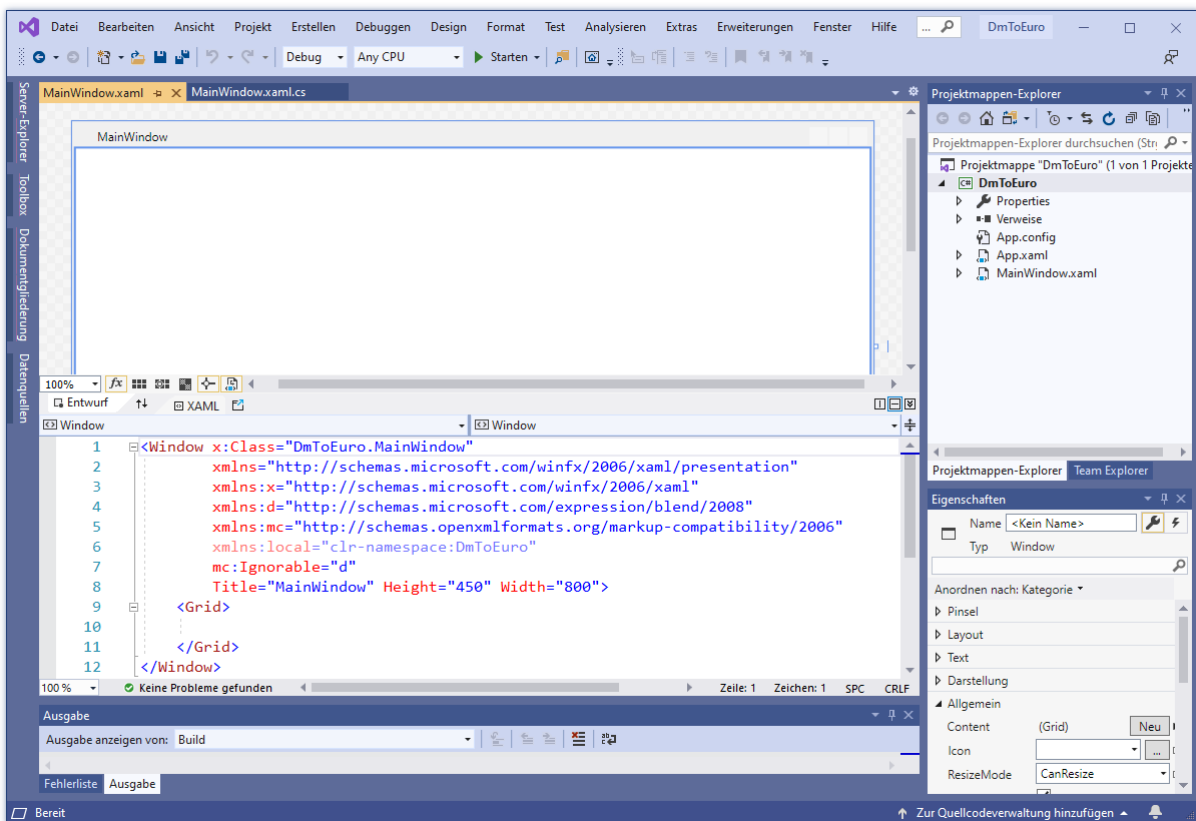 Datei Bearbeiten Ansicht Projekt Erstellen Debuggen Design Format Test Analysieren Extras Erweiterungen Fenster Hilfe ... DmToEuro
Debug Any CPU Starten
Server-Explorer
Toolbox
Dokumentgliederung
Datenquellen
MainWindow.xaml MainWindow.xaml.cs
MainWindow
100% fx
Entwurf XAML
Window Window
1 <Window x:Class="DmToEuro.MainWindow"
2 xmlns="http://schemas.microsoft.com/winfx/2006/xaml/presentation"
3 xmlns:x="http://schemas.microsoft.com/winfx/2006/xaml"
4 xmlns:d="http://schemas.microsoft.com/expression/blend/2008"
5 xmlns:mc="http://schemas.openxmlformats.org/markup-compatibility/2006"
6 xmlns:local="clr-namespace:DmToEuro"
7 mc:Ignorable="d"
8 Title="MainWindow" Height="450" Width="800">
9 <Grid>
10
11 </Grid>
12 </Window>
100 % Keine Probleme gefunden Zeile: 1 Zeichen: 1 SPC CRLF
Ausgabe
Ausgabe anzeigen von: Build
Fehlerliste Ausgabe
Projektmappen-Explorer
Projektmappen-Explorer durchsuchen (Str
Projektmappe "DmToEuro" (1 von 1 Projekte
C# DmToEuro
Properties
Verweise
App.config
App.xaml
MainWindow.xaml
Projektmappen-Explorer Team Explorer
Eigenschaften
Name <Kein Name>
Typ Window
Anordnen nach: Kategorie
Pinsel
Layout
Text
Darstellung
Allgemein
Content (Grid) Neu
Icon ...
ResizeMode CanResize
Bereit Zur Quellcodeverwaltung hinzufügen